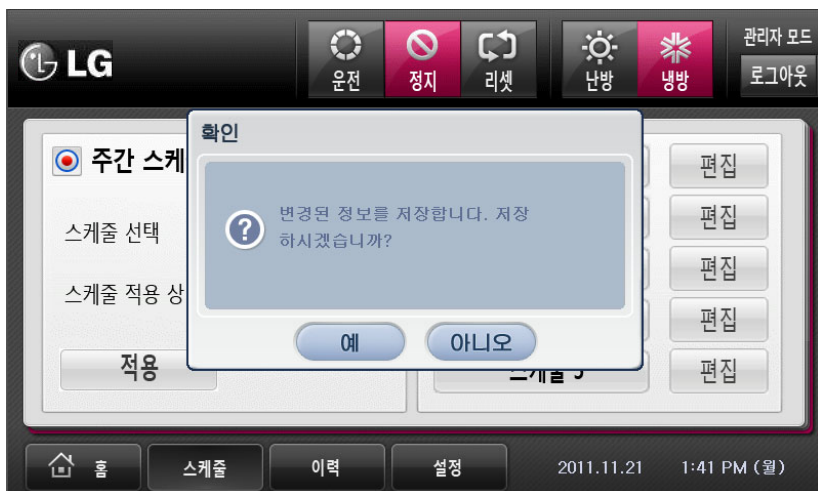 LG
운전
정지
리셋
난방
냉방
관리자 모드
로그아웃
확인
변경된 정보를 저장합니다. 저장
하시겠습니까?
예
아니오
주간 스케
스케줄 선택
스케줄 적용 상
적용
편집
편집
편집
편집
스케줄 5
편집
홈
스케줄
이력
설정
2011.11.21 1:41 PM (월)